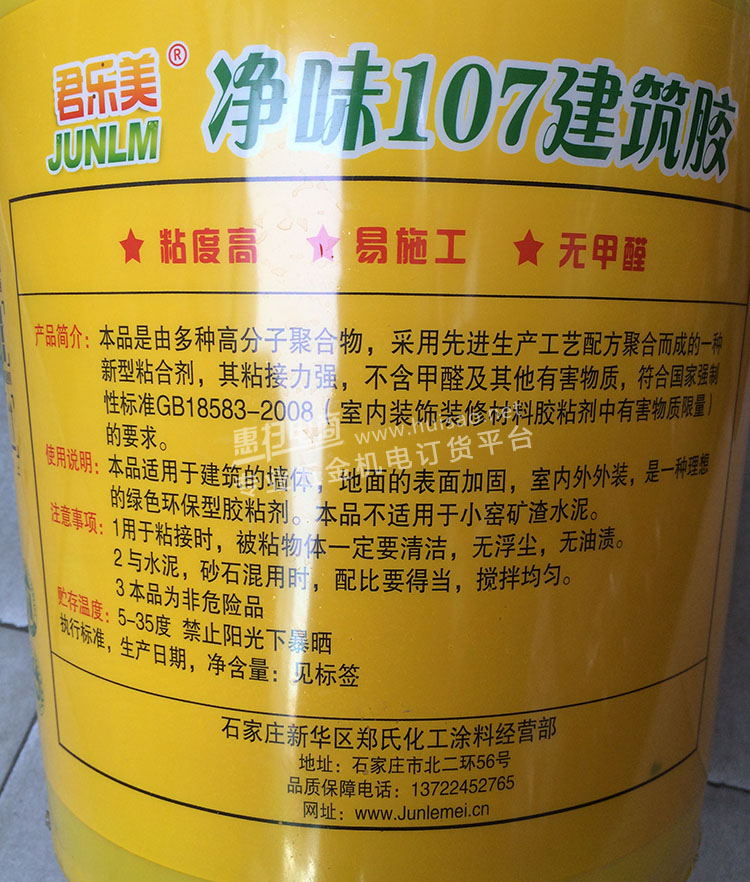 君乐美®
JUNLM
净味107建筑胶
★ 粘度高 ★ 易施工 ★ 无甲醛
产品简介：本品是由多种高分子聚合物，采用先进生产工艺配方聚合而成的一种
新型粘合剂，其粘接力强，不含甲醛及其他有害物质，符合国家强制
性标准GB18583-2008（室内装饰装修材料胶粘剂中有害物质限量）
的要求。
使用说明：本品适用于建筑的墙体，地面的表面加固，室内外外装，是一种理想
的绿色环保型胶粘剂。本品不适用于小窑矿渣水泥。
注意事项：1用于粘接时，被粘物体一定要清洁，无浮尘，无油渍。
2与水泥，砂石混用时，配比要得当，搅拌均匀。
3本品为非危险品
贮存温度：5-35度 禁止阳光下暴晒
执行标准，生产日期，净含量：见标签
石家庄新华区郑氏化工涂料经营部
地址：石家庄市北二环56号
品质保障电话：13722452765
网址：www.Junlemei.cn
www.huisao.net
金机电订货平台